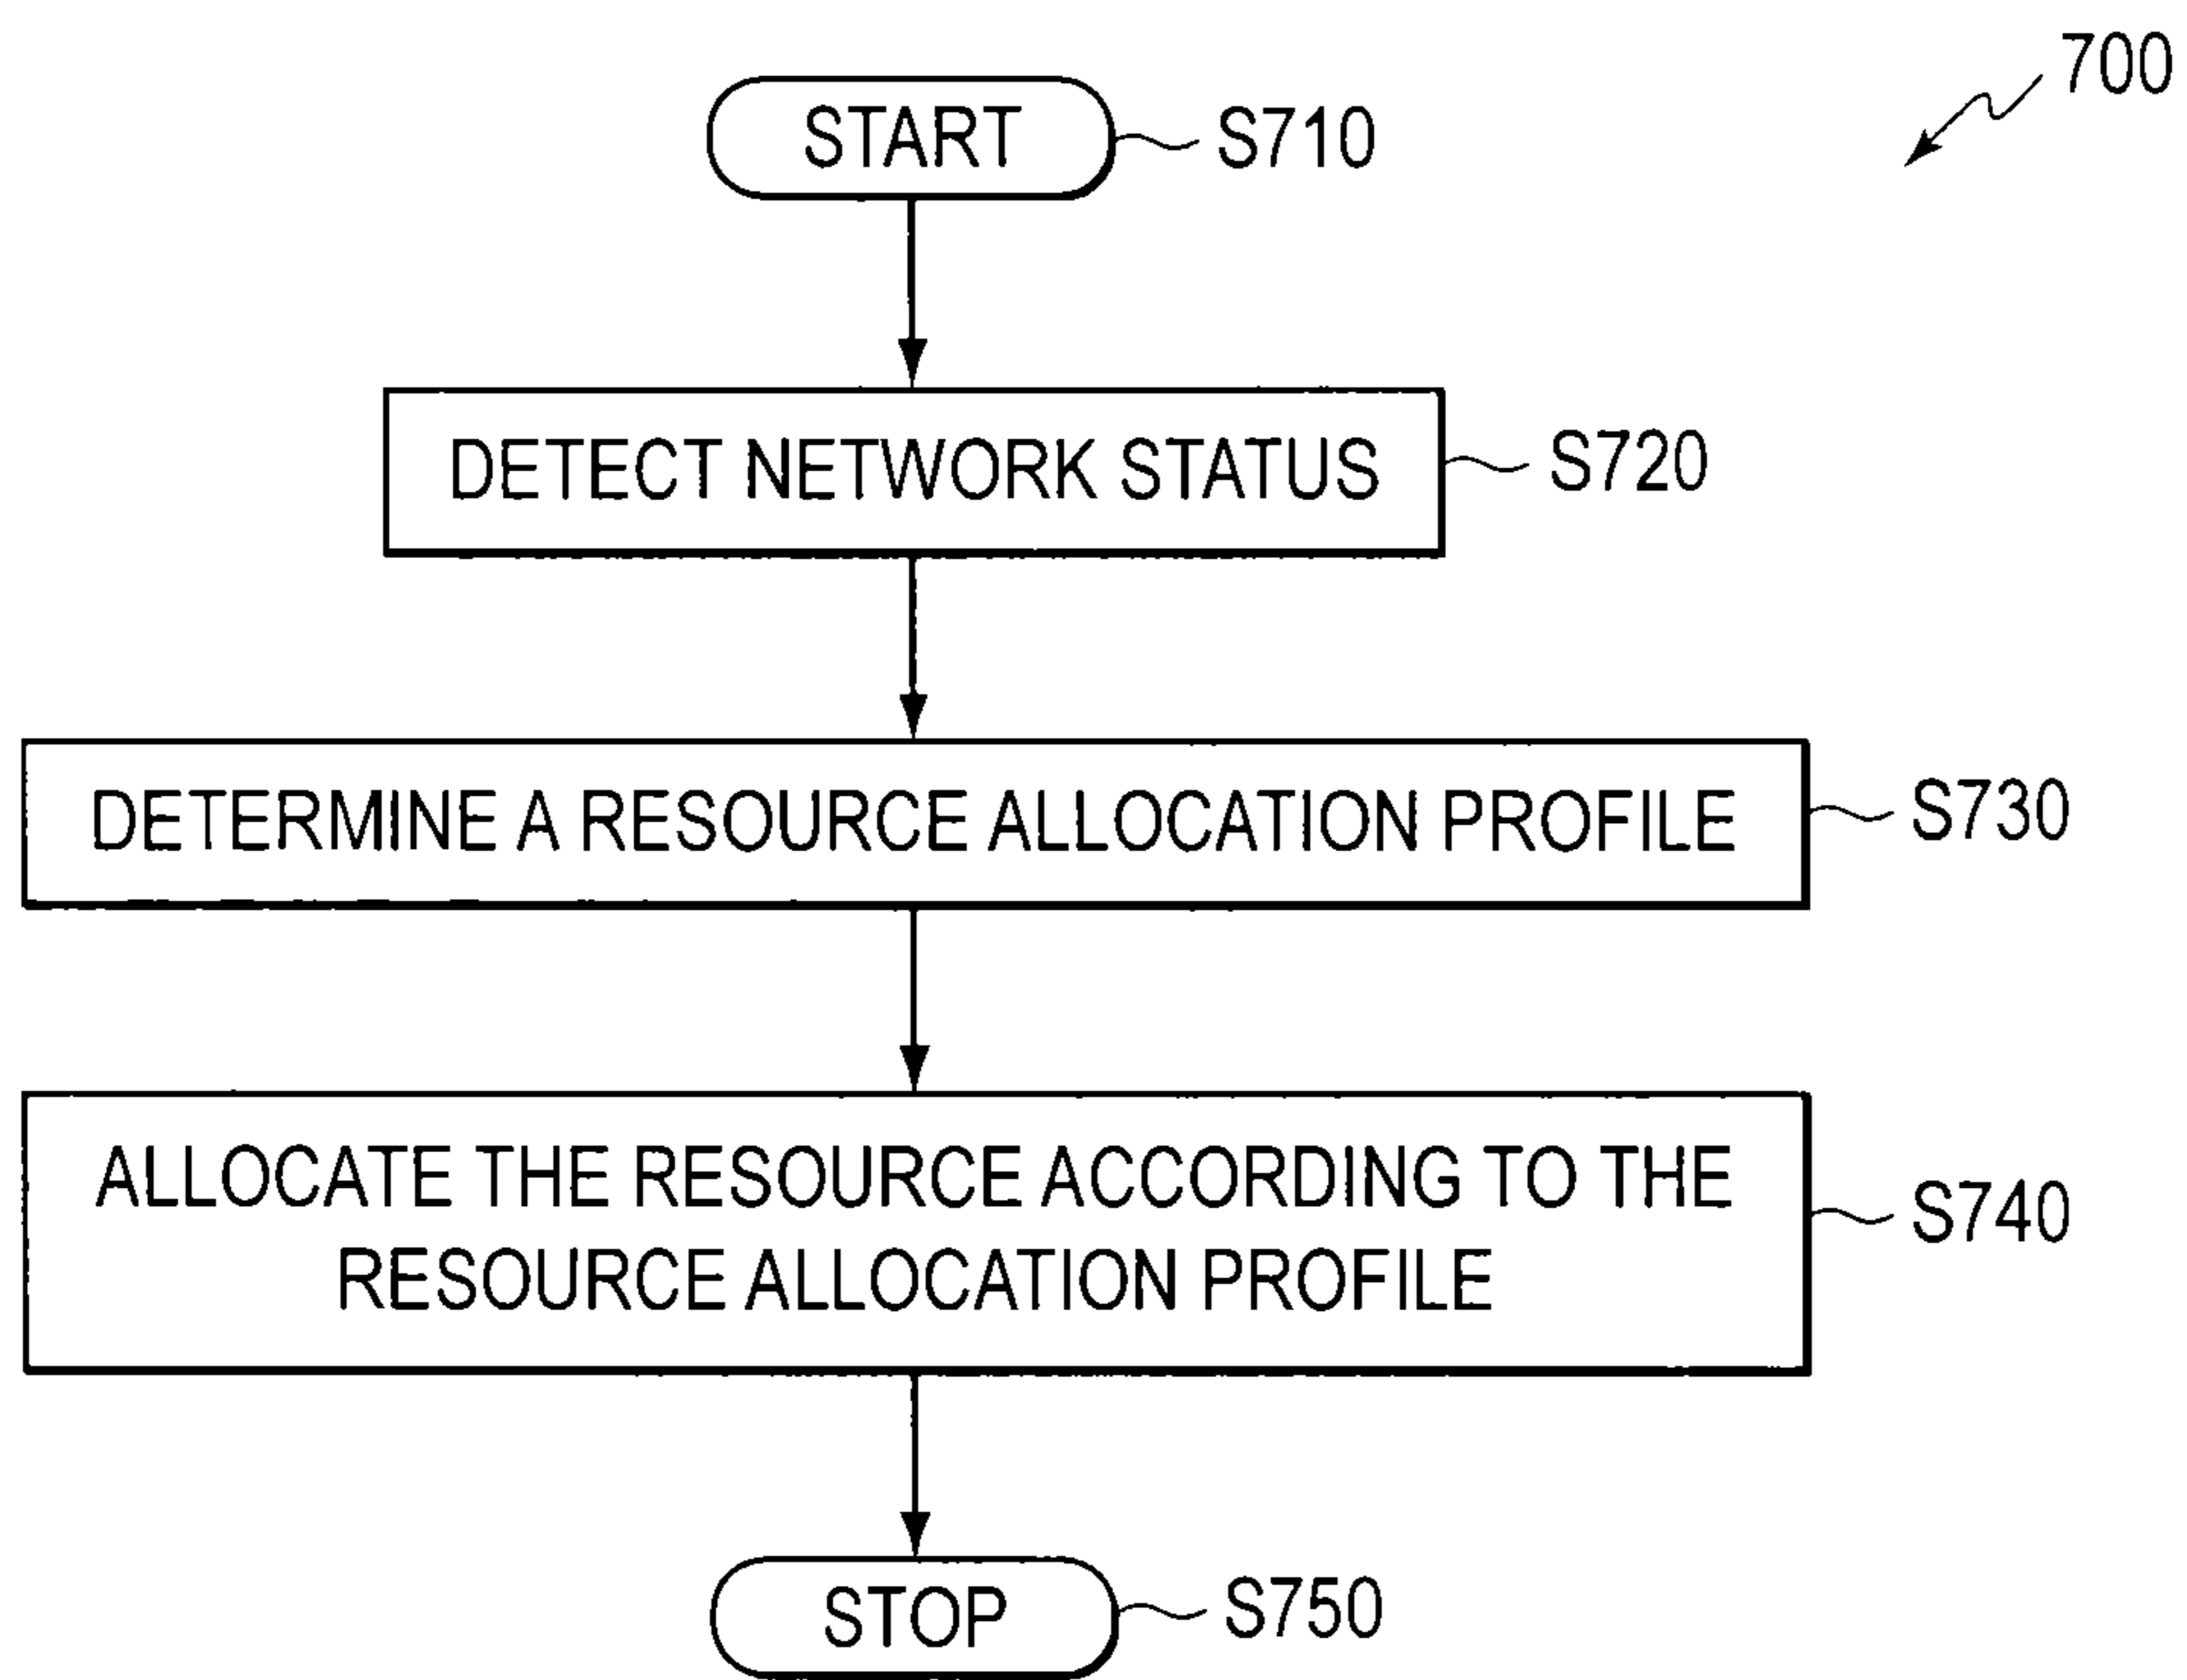 700
START
S710
DETECT NETWORK STATUS
S720
DETERMINE A RESOURCE ALLOCATION PROFILE
S730
ALLOCATE THE RESOURCE ACCORDING TO THE
RESOURCE ALLOCATION PROFILE
S740
STOP
S750